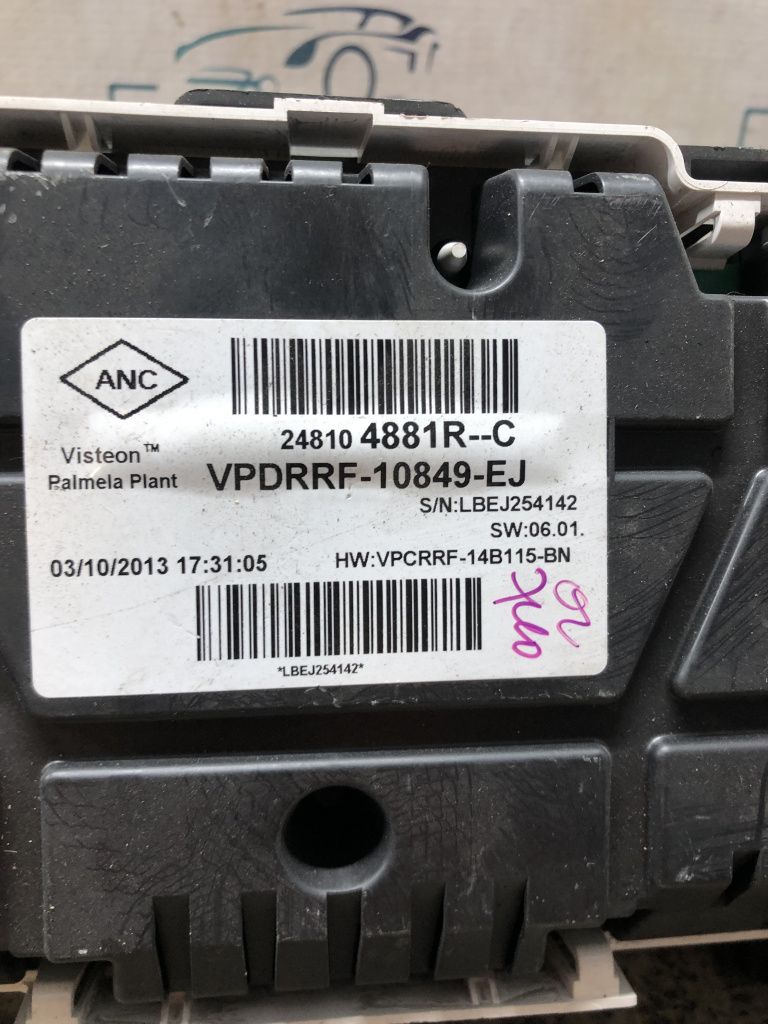 ANC
Visteon™
Palmela Plant
24810 4881R--C
VPDRRF-10849-EJ
S/N:LBEJ254142
SW:06.01.
03/10/2013 17:31:05
HW:VPCRRF-14B115-BN
*LBEJ254142*